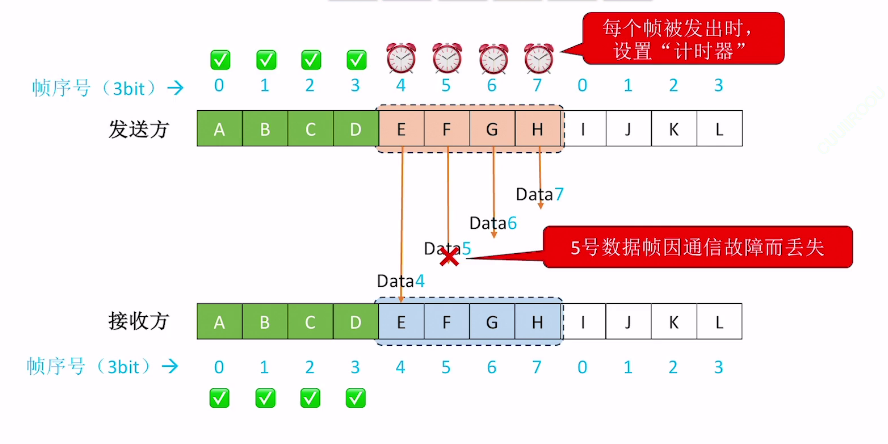 每个帧被发出时，
设置“计时器”
帧序号（3bit）→ 0 1 2 3 4 5 6 7 0 1 2 3
发送方 A B C D E F G H I J K L
Data7
Data6
Data5
5号数据帧因通信故障而丢失
Data4
接收方 A B C D E F G H I J K L
帧序号（3bit）→ 0 1 2 3 4 5 6 7 0 1 2 3